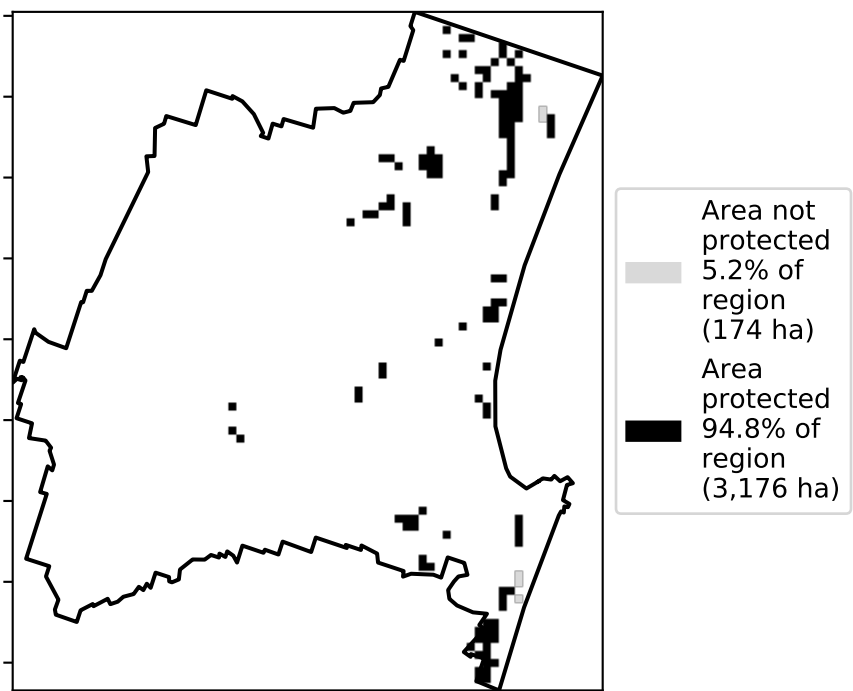 Area not
protected
5.2% of
region
(174 ha)
Area
protected
94.8% of
region
(3,176 ha)